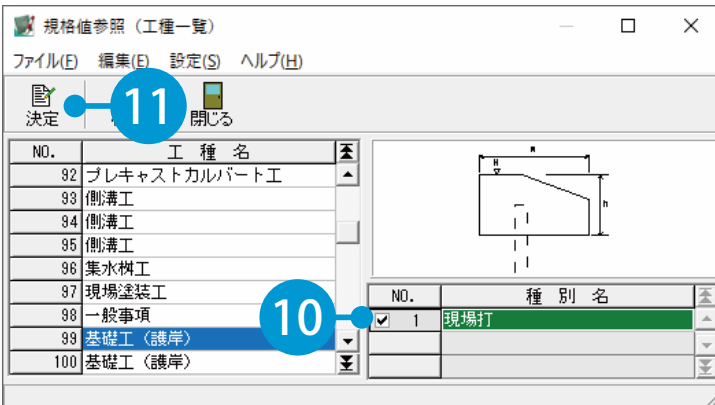 規格値参照（工種一覧）
ファイル(F) 編集(E) 設定(S) ヘルプ(H)
決定 閉じる
11
NO. 工 種 名
92 プレキャストカルバート工
93 側溝工
94 側溝工
95 側溝工
96 集水桝工
97 現場塗装工
98 一般事項
99 基礎工（護岸）
100 基礎工（護岸）
h
10
NO. 種 別 名
1 現場打